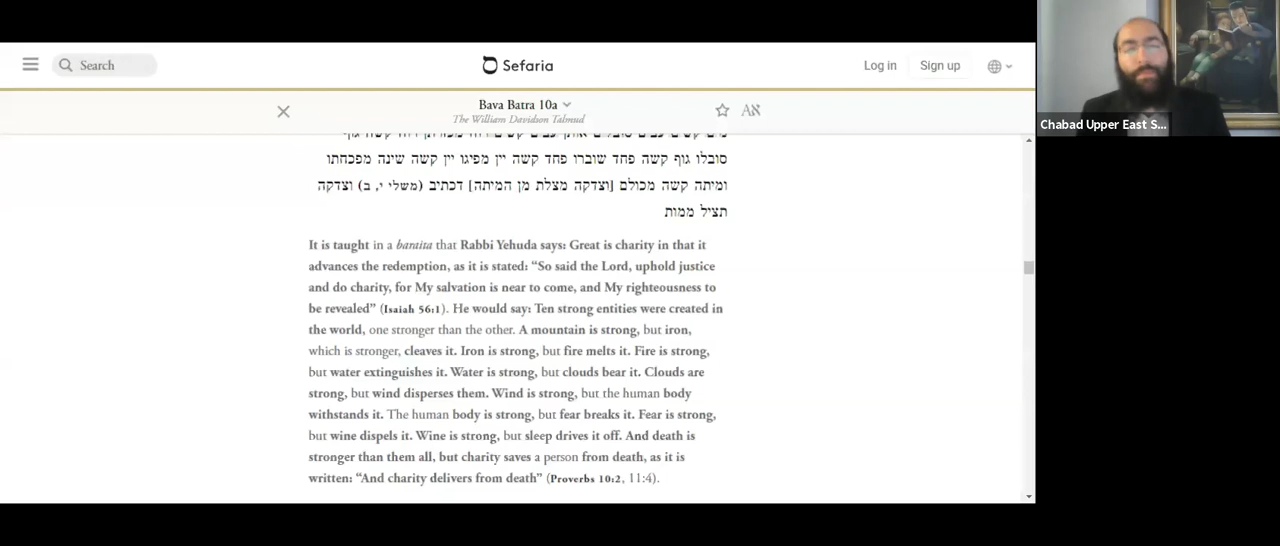 Search
Sefaria
Log in
Sign up
Bava Batra 10a
The William Davidson Talmud
Aא
סובלו גוף קשה פחד שוברו פחד קשה יין מפיגו יין קשה שינה מפכחתו
ומיתה קשה מכולם [וצדקה מצלת מן המיתה] דכתיב (משלי י, ב) וצדקה
תציל ממות
It is taught in a baraita that Rabbi Yehuda says: Great is charity in that it
advances the redemption, as it is stated: “So said the Lord, uphold justice
and do charity, for My salvation is near to come, and My righteousness to
be revealed” (Isaiah 56:1). He would say: Ten strong entities were created in
the world, one stronger than the other. A mountain is strong, but iron,
which is stronger, cleaves it. Iron is strong, but fire melts it. Fire is strong,
but water extinguishes it. Water is strong, but clouds bear it. Clouds are
strong, but wind disperses them. Wind is strong, but the human body
withstands it. The human body is strong, but fear breaks it. Fear is strong,
but wine dispels it. Wine is strong, but sleep drives it off. And death is
stronger than them all, but charity saves a person from death, as it is
written: “And charity delivers from death” (Proverbs 10:2, 11:4).
Chabad Upper East S...